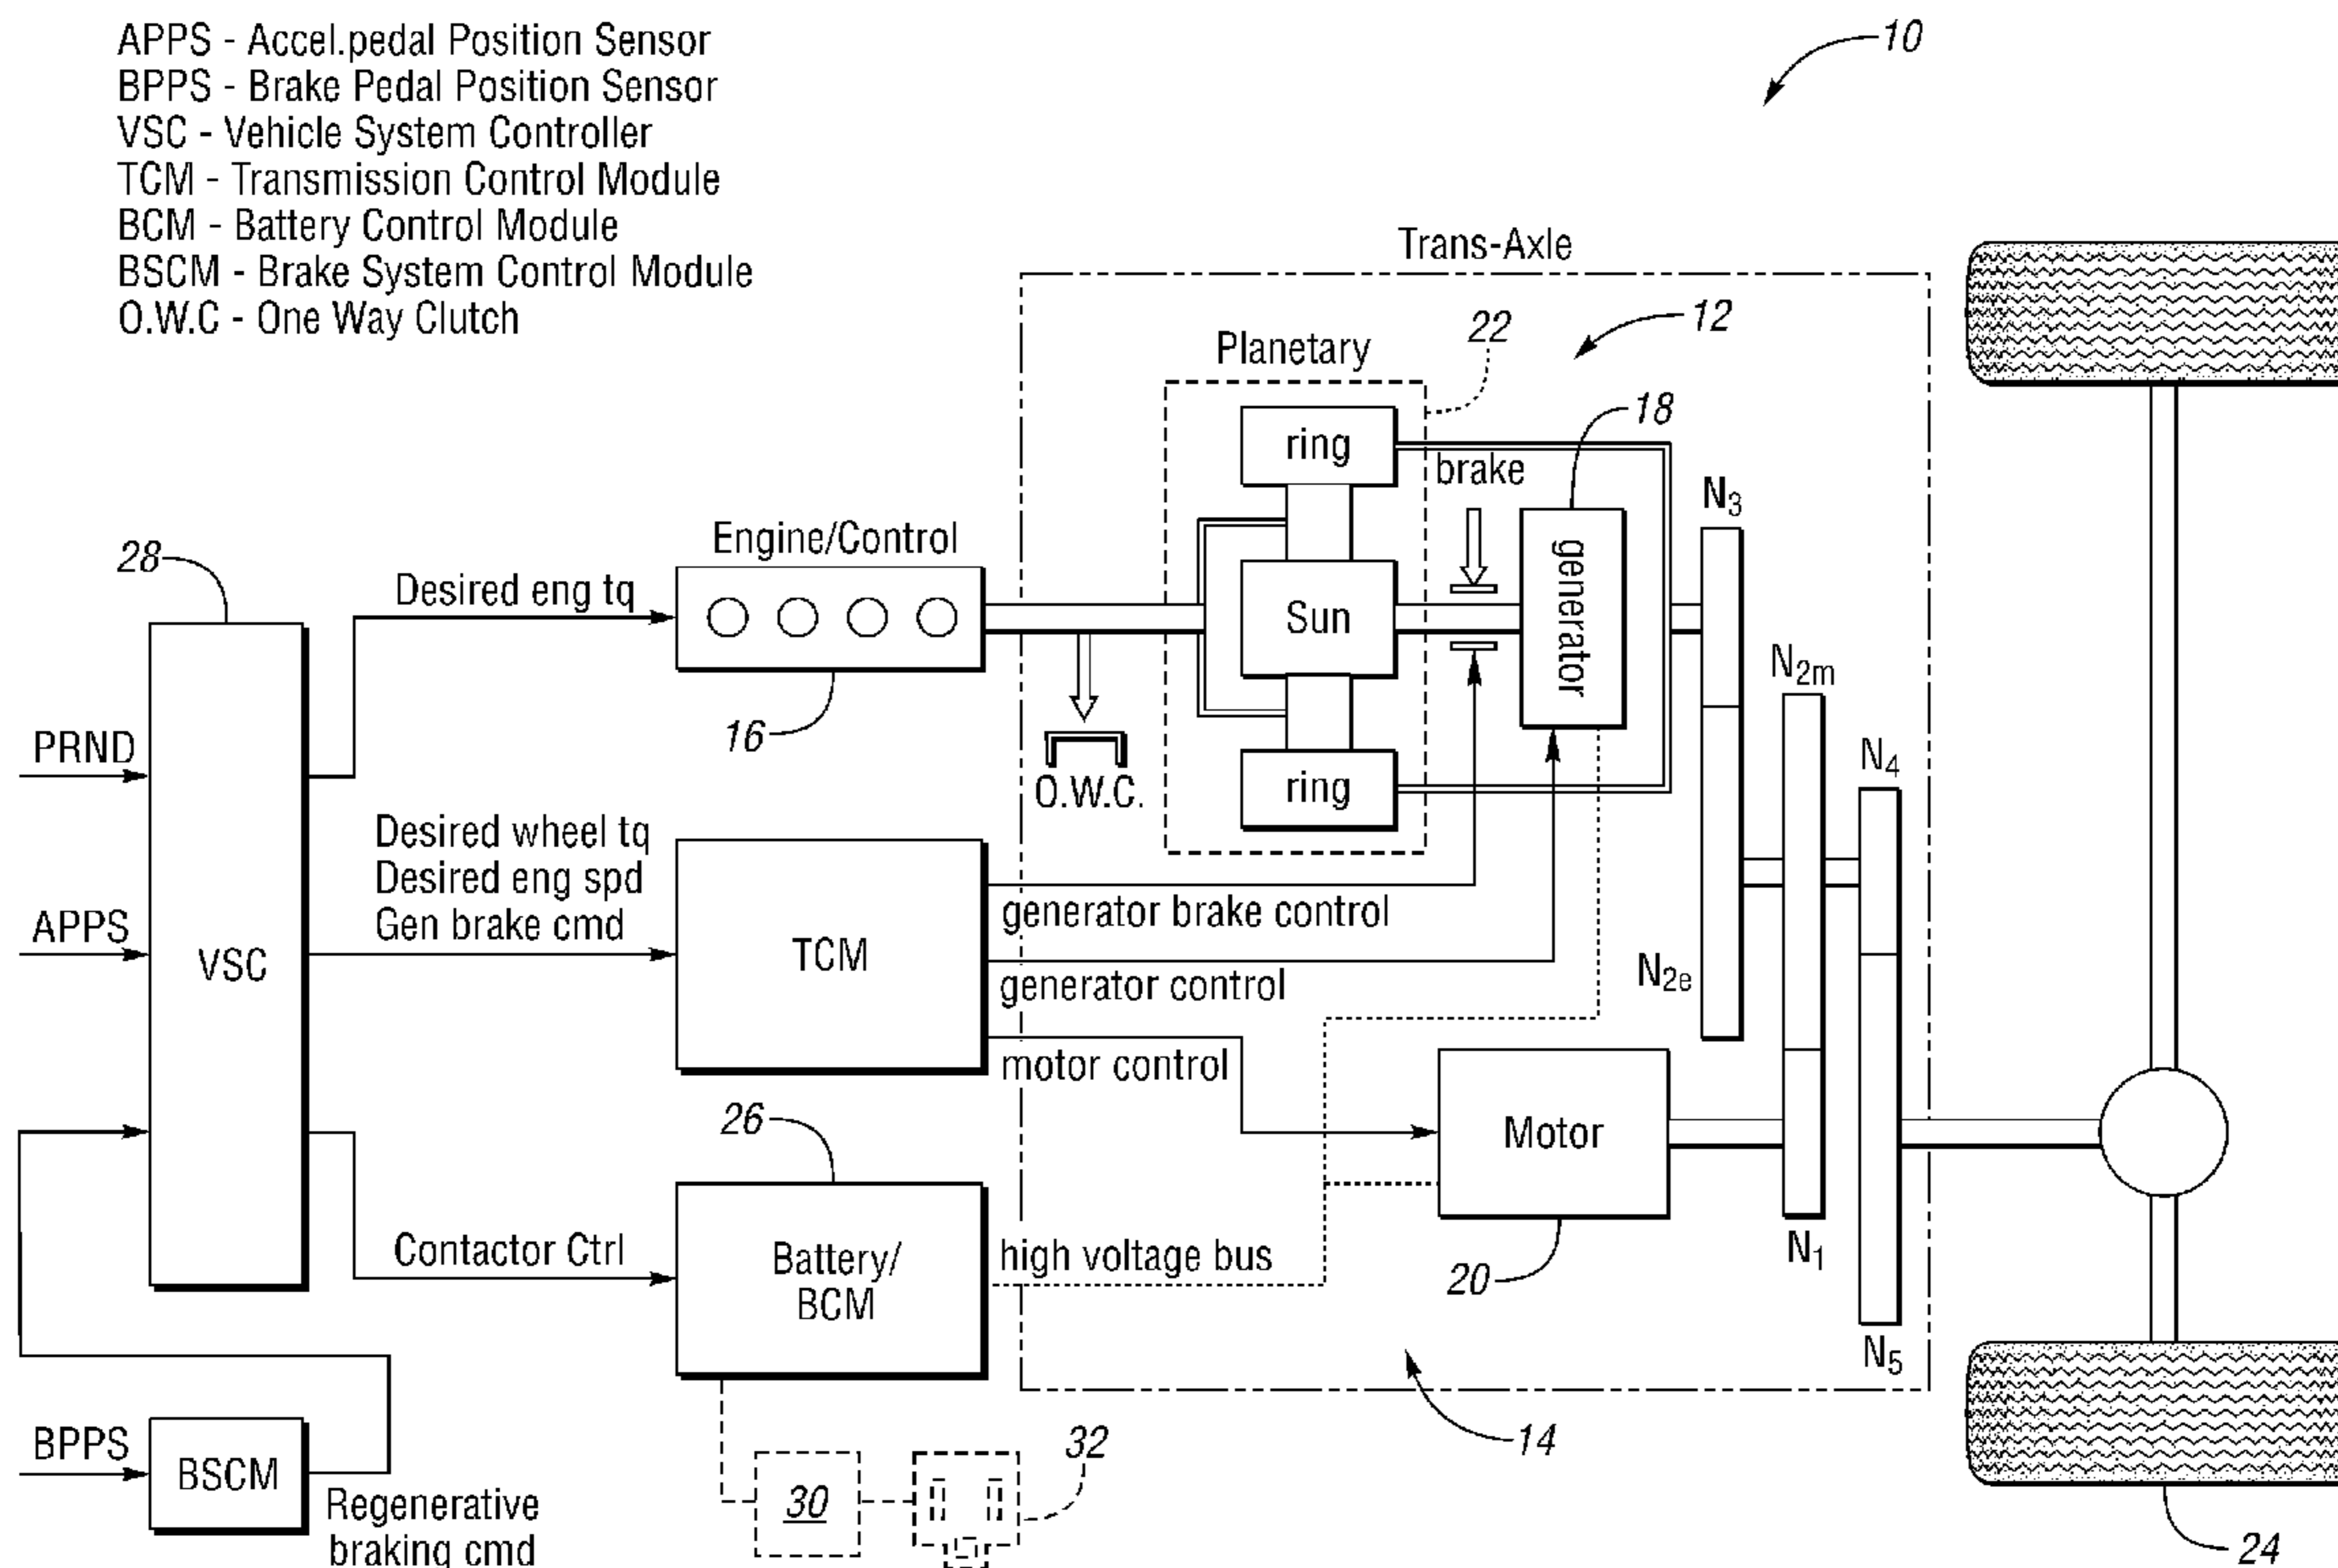 APPS - Accel.pedal Position Sensor
BPPS - Brake Pedal Position Sensor
VSC - Vehicle System Controller
TCM - Transmission Control Module
BCM - Battery Control Module
BSCM - Brake System Control Module
O.W.C - One Way Clutch
10
Trans-Axle
12
Planetary
22
18
ring
brake
N3
Engine/Control
28
Desired eng tq
generator
Sun
N2m
16
PRND
N4
O.W.C.
ring
Desired wheel tq
Desired eng spd
Gen brake cmd
APPS
VSC
TCM
generator brake control
N2e
generator control
motor control
26
Motor
Contactor Ctrl
Battery/
BCM
high voltage bus
20
N1
N5
BPPS
BSCM
14
32
30
Regenerative
braking cmd
24